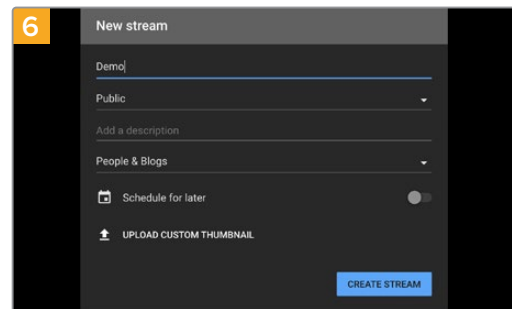 6
New stream
Demo
Public
Add a description
People & Blogs
Schedule for later
UPLOAD CUSTOM THUMBNAIL
CREATE STREAM